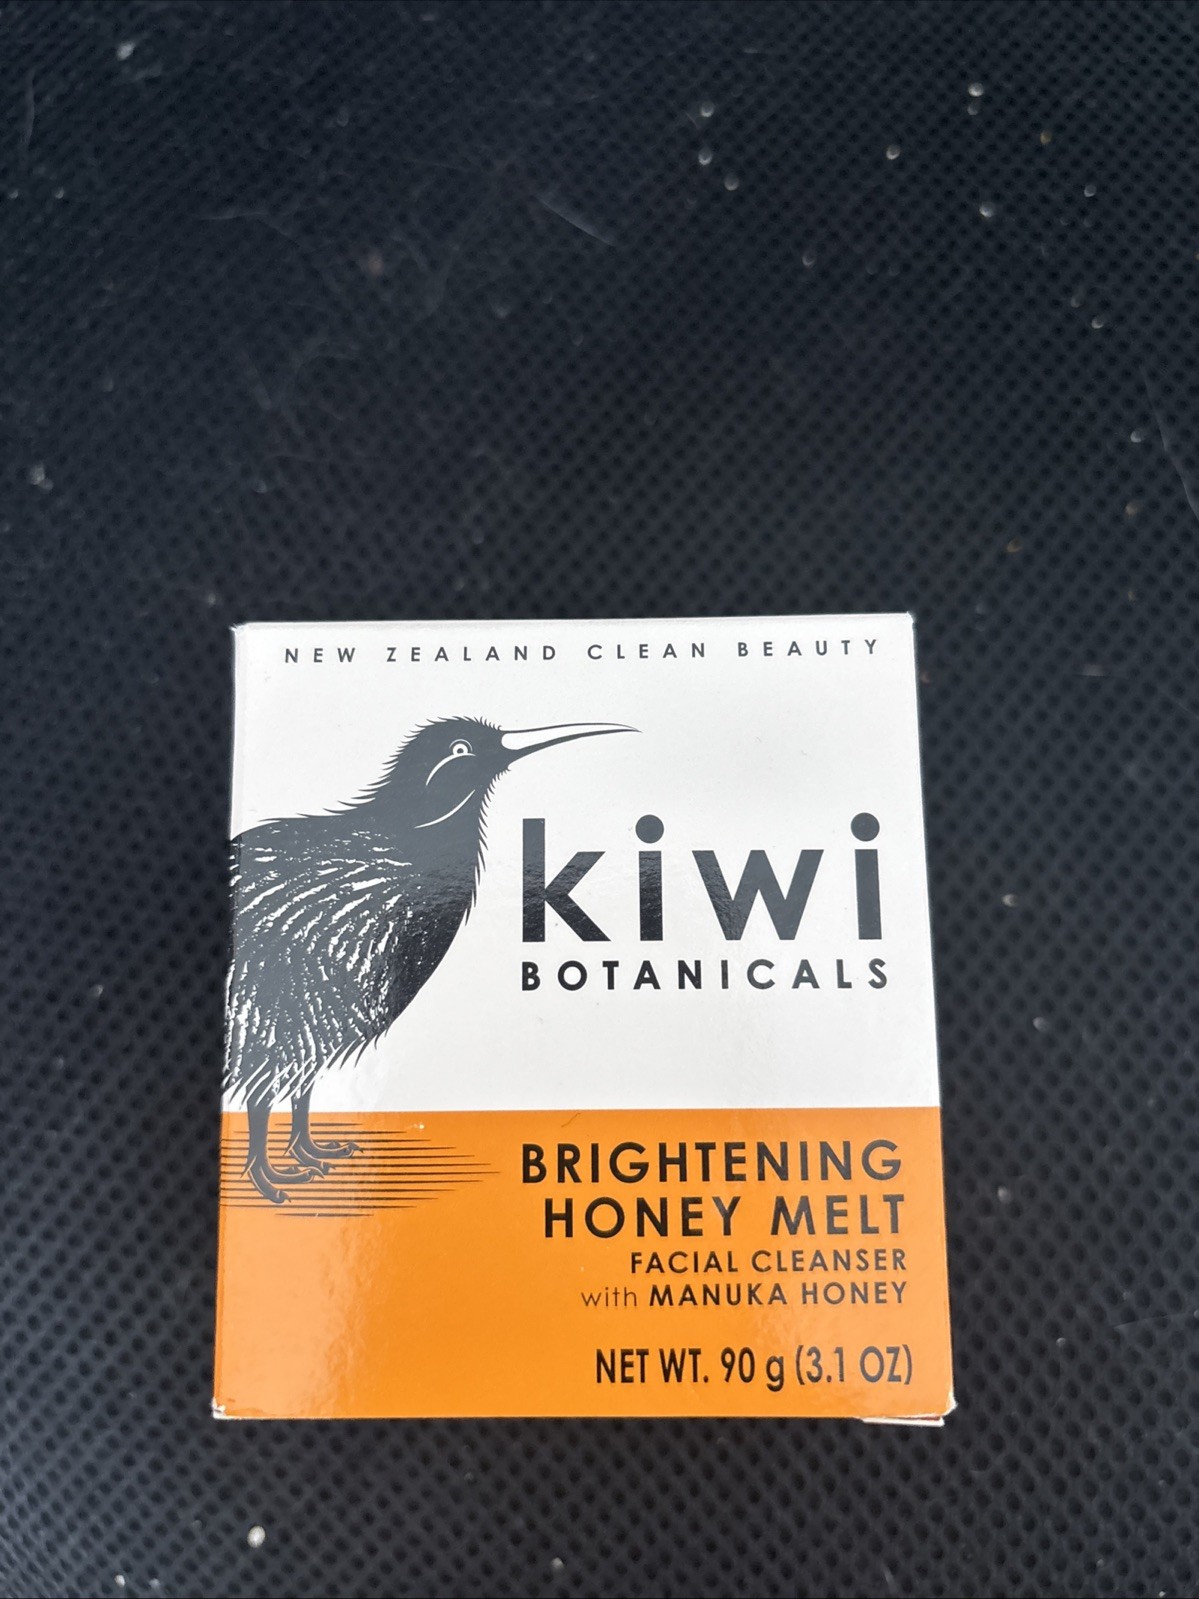 NEW ZEALAND CLEAN BEAUTY
kiwi
BOTANICALS
BRIGHTENING
HONEY MELT
FACIAL CLEANSER
with MANUKA HONEY
NET WT. 90 g (3.1 OZ)